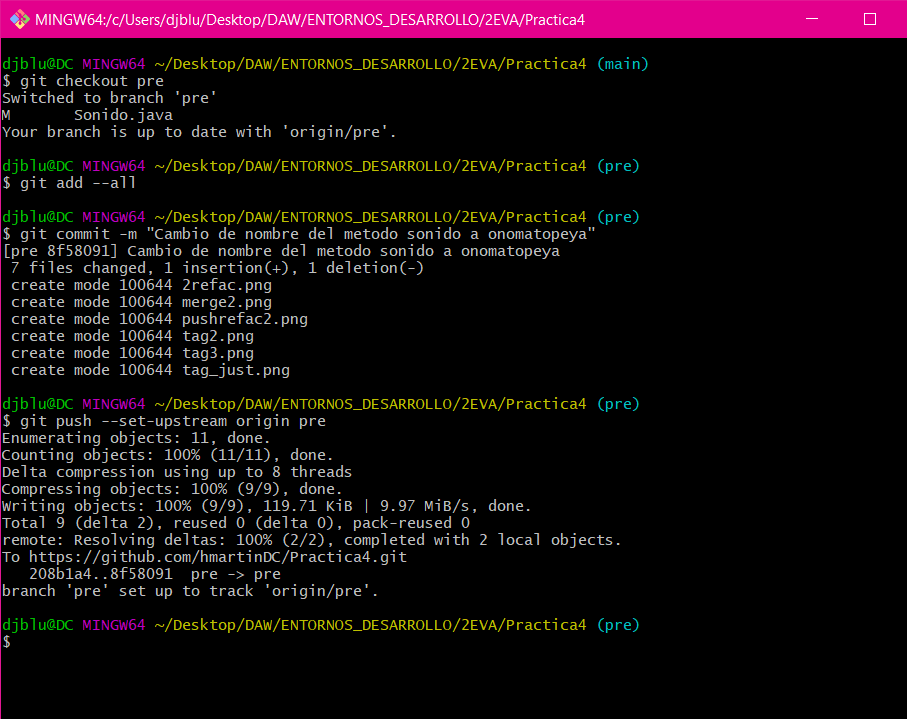 MINGW64:/c/Users/djblu/Desktop/DAW/ENTORNOS_DESARROLLO/2EVA/Practica4
djblu@DC MINGW64 ~/Desktop/DAW/ENTORNOS_DESARROLLO/2EVA/Practica4 (main)
$ git checkout pre
Switched to branch 'pre'
M       Sonido.java
Your branch is up to date with 'origin/pre'.
djblu@DC MINGW64 ~/Desktop/DAW/ENTORNOS_DESARROLLO/2EVA/Practica4 (pre)
$ git add --all
djblu@DC MINGW64 ~/Desktop/DAW/ENTORNOS_DESARROLLO/2EVA/Practica4 (pre)
$ git commit -m "Cambio de nombre del metodo sonido a onomatopeya"
[pre 8f58091] Cambio de nombre del metodo sonido a onomatopeya
 7 files changed, 1 insertion(+), 1 deletion(-)
 create mode 100644 2refac.png
 create mode 100644 merge2.png
 create mode 100644 pushrefac2.png
 create mode 100644 tag2.png
 create mode 100644 tag3.png
 create mode 100644 tag_just.png
djblu@DC MINGW64 ~/Desktop/DAW/ENTORNOS_DESARROLLO/2EVA/Practica4 (pre)
$ git push --set-upstream origin pre
Enumerating objects: 11, done.
Counting objects: 100% (11/11), done.
Delta compression using up to 8 threads
Compressing objects: 100% (9/9), done.
Writing objects: 100% (9/9), 119.71 KiB | 9.97 MiB/s, done.
Total 9 (delta 2), reused 0 (delta 0), pack-reused 0
remote: Resolving deltas: 100% (2/2), completed with 2 local objects.
To https://github.com/hmartinDC/Practica4.git
   208b1a4..8f58091  pre -> pre
branch 'pre' set up to track 'origin/pre'.
djblu@DC MINGW64 ~/Desktop/DAW/ENTORNOS_DESARROLLO/2EVA/Practica4 (pre)
$